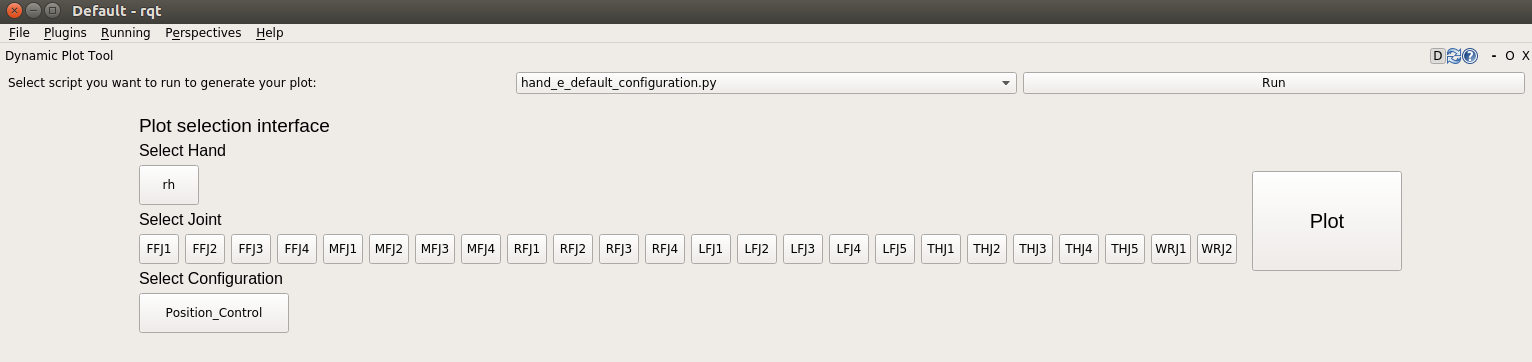 Default - rqt
File Plugins Running Perspectives Help
Dynamic Plot Tool D ? - O X
Select script you want to run to generate your plot: hand_e_default_configuration.py Run
Plot selection interface
Select Hand
rh
Select Joint
FFJ1 FFJ2 FFJ3 FFJ4 MFJ1 MFJ2 MFJ3 MFJ4 RFJ1 RFJ2 RFJ3 RFJ4 LFJ1 LFJ2 LFJ3 LFJ4 LFJ5 THJ1 THJ2 THJ3 THJ4 THJ5 WRJ1 WRJ2
Plot
Select Configuration
Position_Control